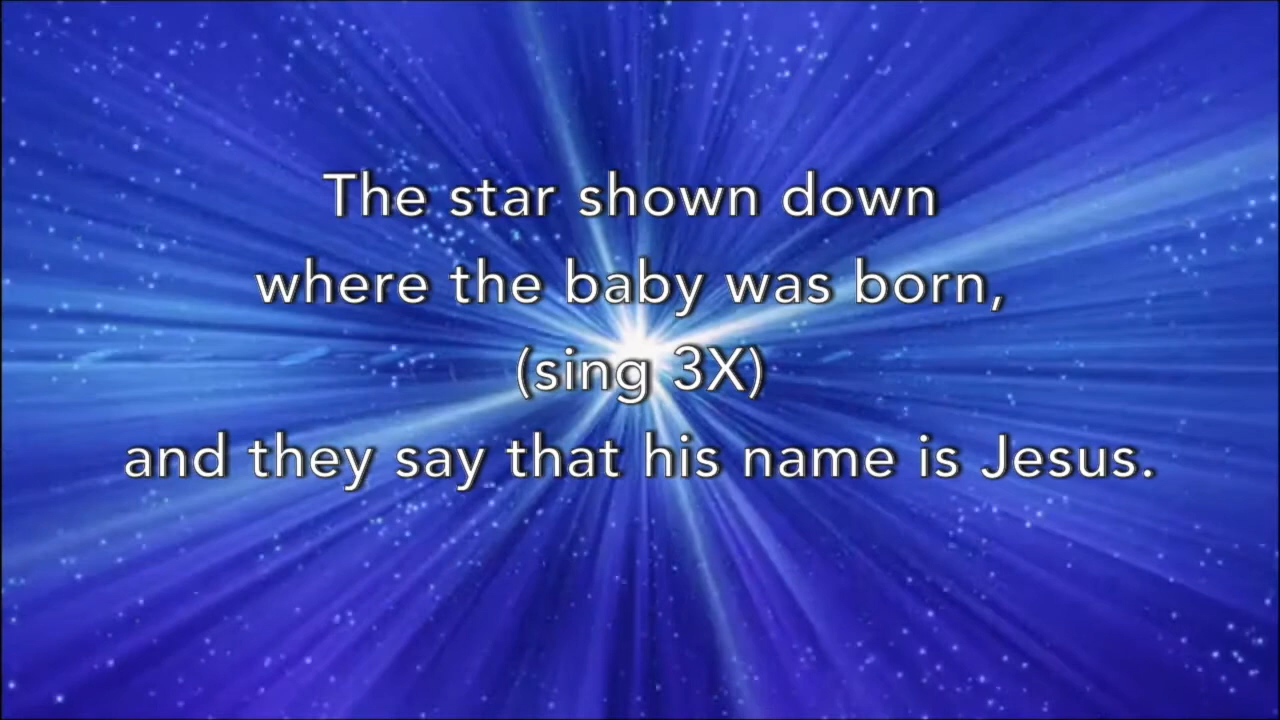 The star shown down
where the baby was born,
(sing 3X)
and they say that his name is Jesus.